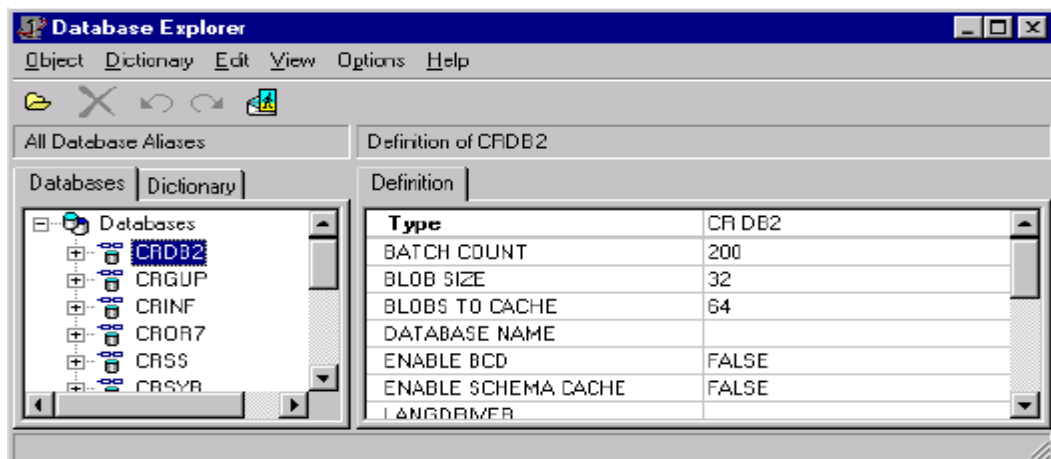 Database Explorer
Object Dictionary Edit View Options Help
All Database Aliases
Definition of CRDB2
Databases Dictionary
Definition
Databases
CRDB2
CRGUP
CRINF
CROR7
CRSS
CRSYB
Type CR DB2
BATCH COUNT 200
BLOB SIZE 32
BLOBS TO CACHE 64
DATABASE NAME
ENABLE BCD FALSE
ENABLE SCHEMA CACHE FALSE
LANGDRIVER